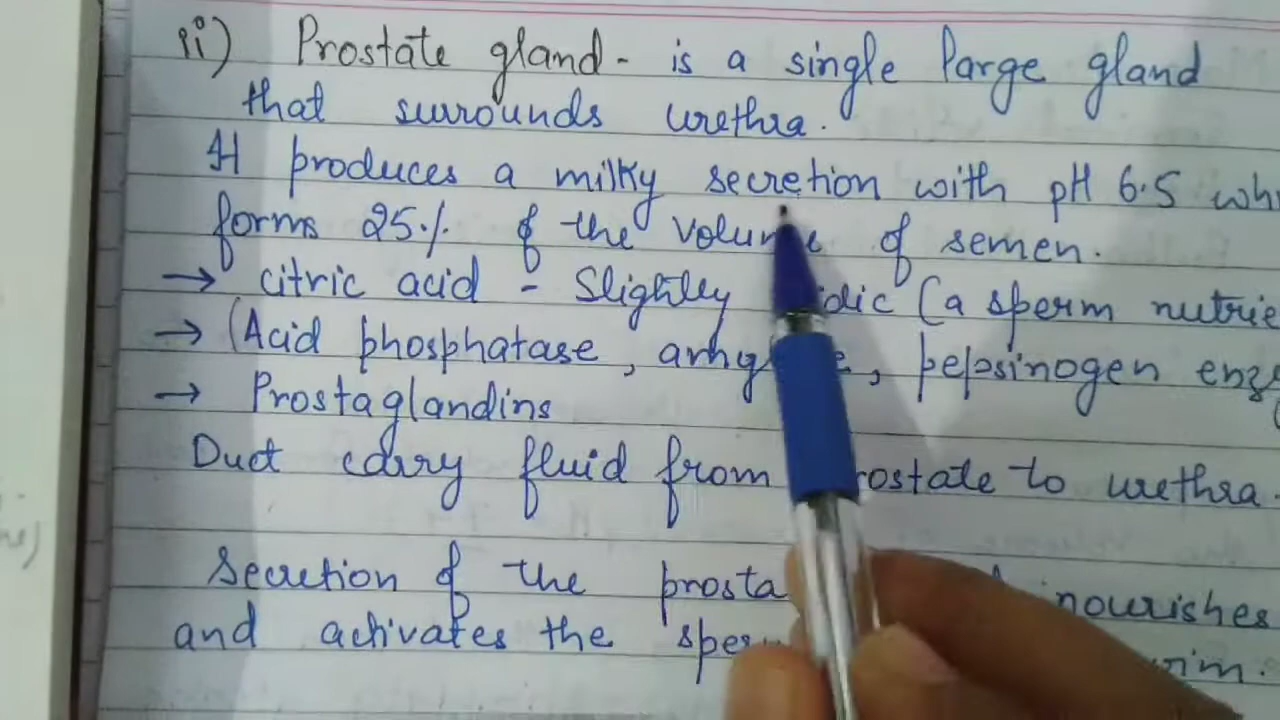 ii) Prostate gland - is a single large gland
that surrounds urethra.
It produces a milky secretion with pH 6.5
forms 25% of the volume of semen.
→ citric acid - Slightly (a sperm
→ (Acid phosphatase, , pepsinogen
→ Prostaglandins
Duct carry fluid from to urethra.
Secretion of the nourishes
and activates the